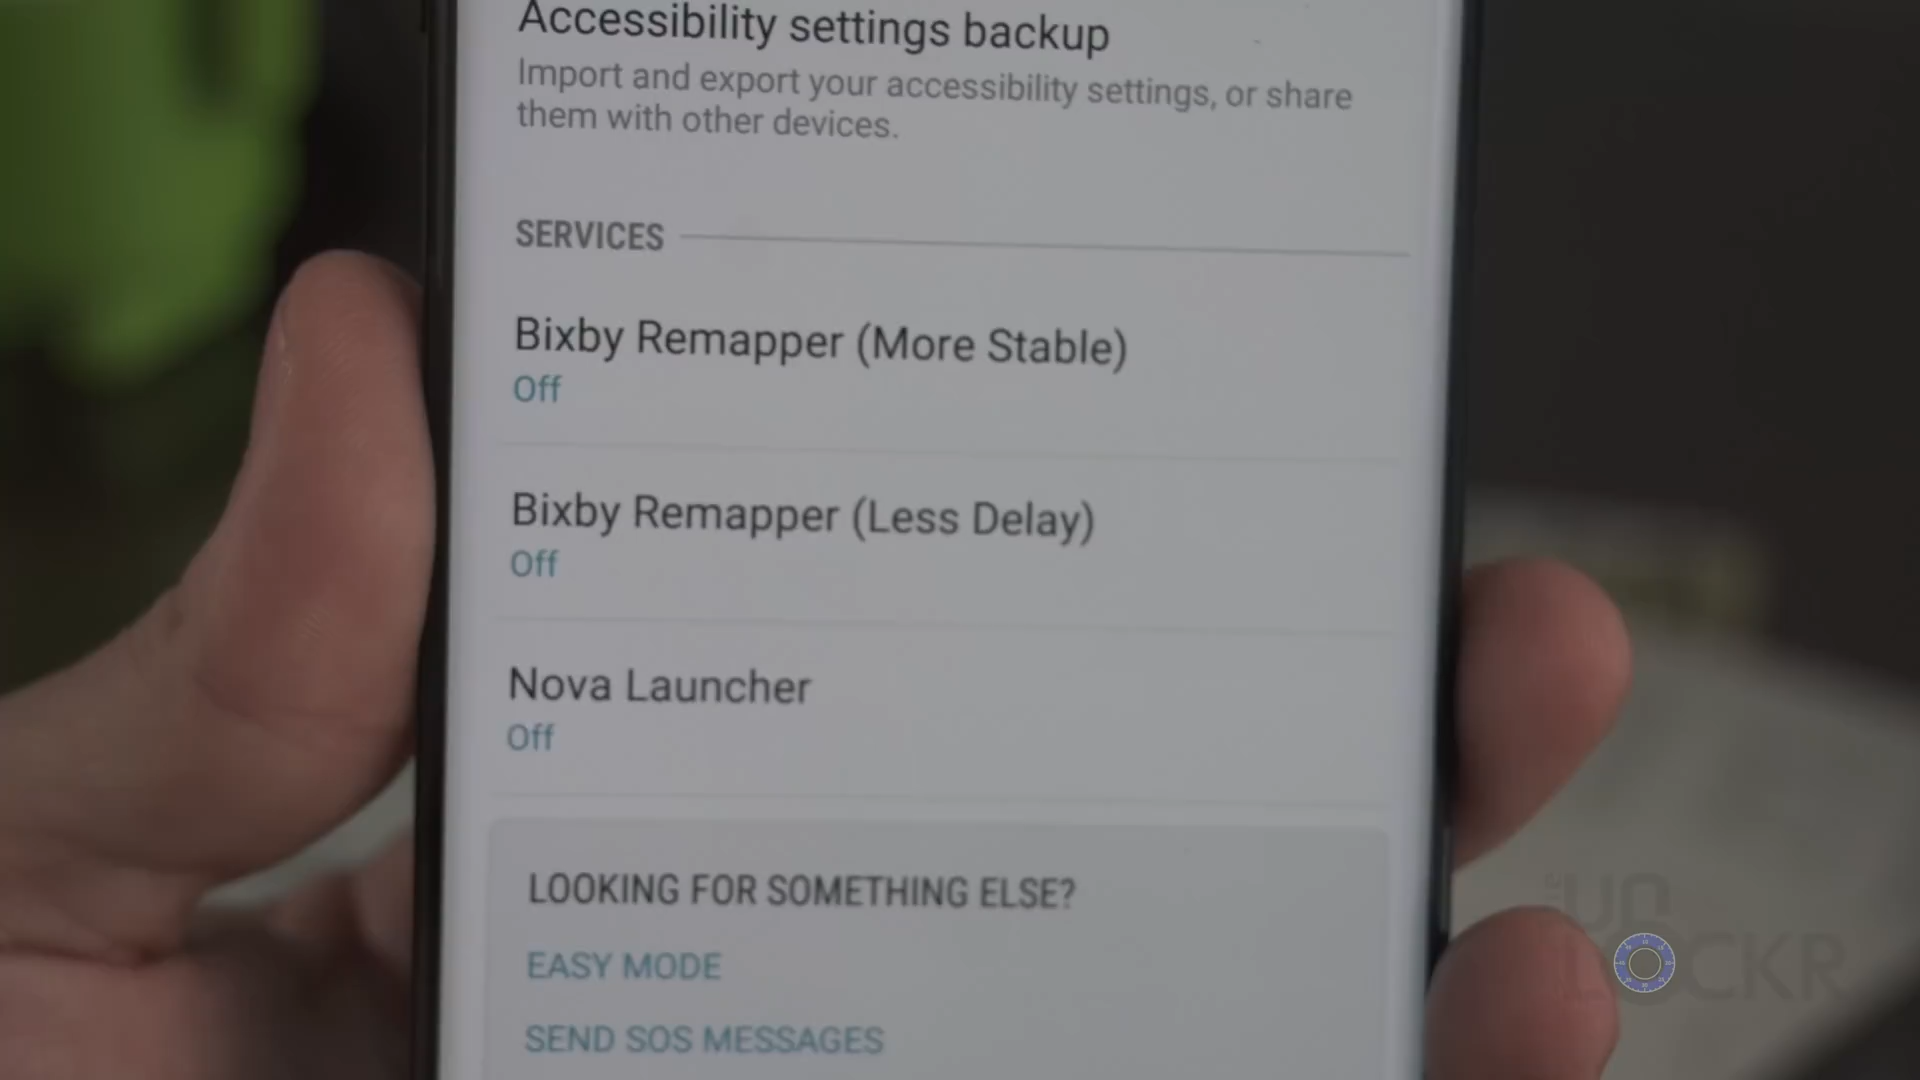 Accessibility settings backup
Import and export your accessibility settings, or share
them with other devices.
SERVICES
Bixby Remapper (More Stable)
Off
Bixby Remapper (Less Delay)
Off
Nova Launcher
Off
LOOKING FOR SOMETHING ELSE?
EASY MODE
SEND SOS MESSAGES
UN
LOCKR